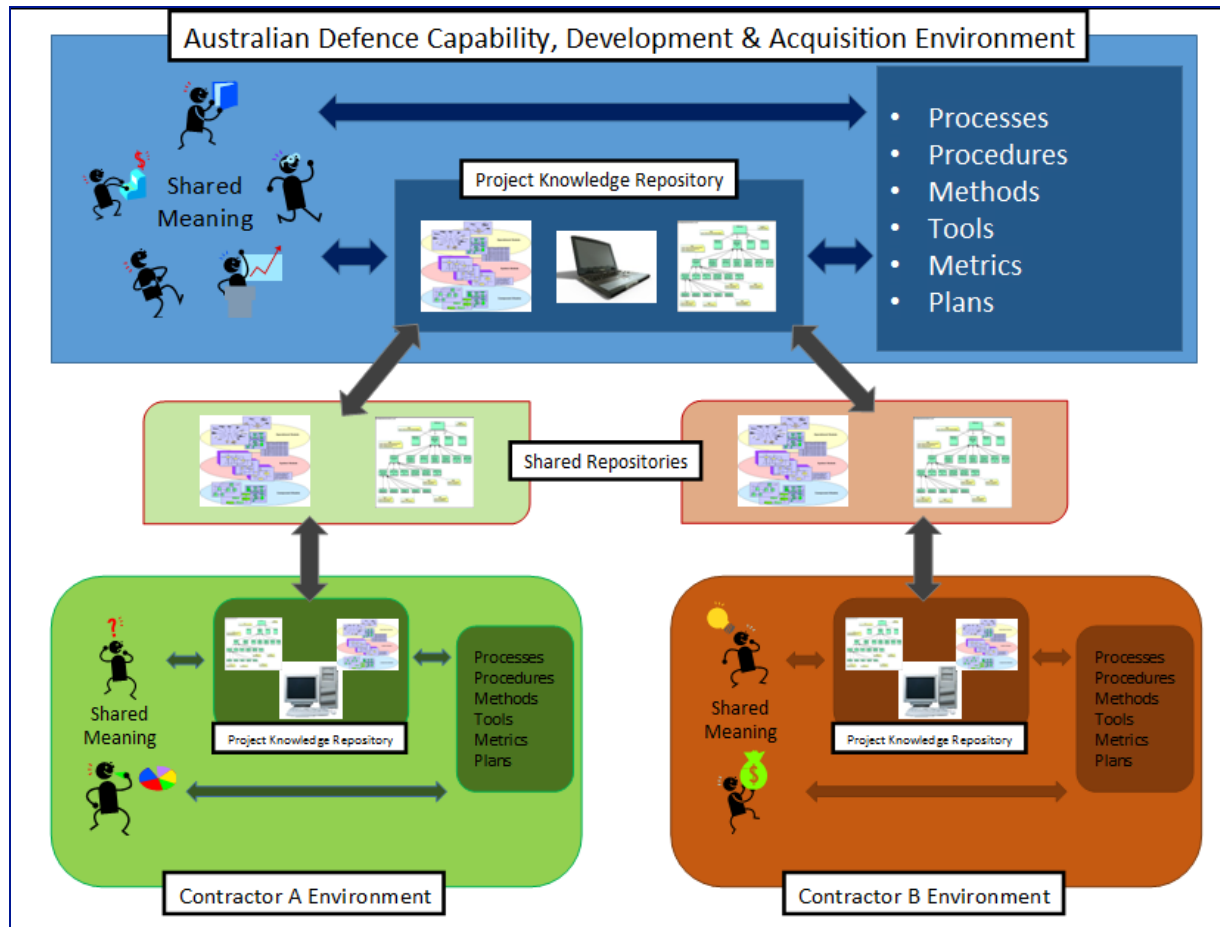 Australian Defence Capability, Development & Acquisition Environment
Shared
Meaning
Project Knowledge Repository
• Processes
• Procedures
• Methods
• Tools
• Metrics
• Plans
Shared Repositories
Shared
Meaning
Project Knowledge Repository
Processes
Procedures
Methods
Tools
Metrics
Plans
Contractor A Environment
Shared
Meaning
Project Knowledge Repository
Processes
Procedures
Methods
Tools
Metrics
Plans
Contractor B Environment